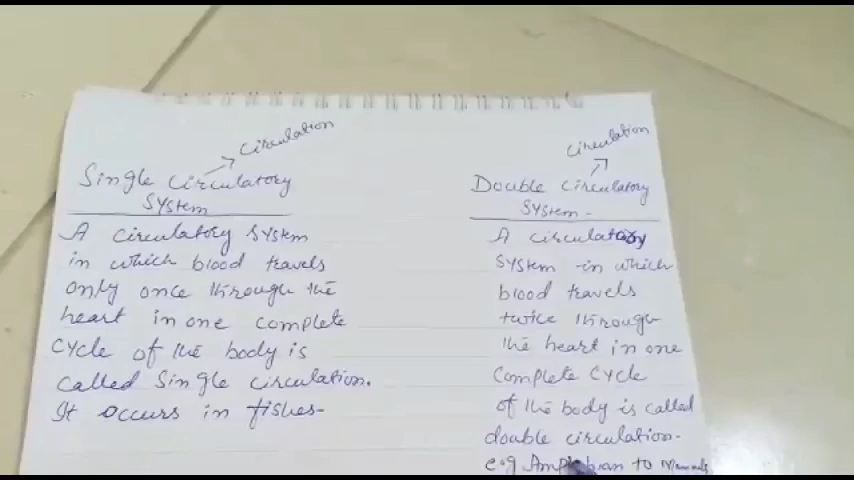 Circulation
Single Circulatory
System
A circulatory system
in which blood travels
only once through the
heart in one complete
cycle of the body is
called Single circulation.
It occurs in fishes-
Circulation
Double Circulatory
System-
A circulatory
system in which
blood travels
twice through
the heart in one
complete cycle
of the body is called
double circulation-
e.g to